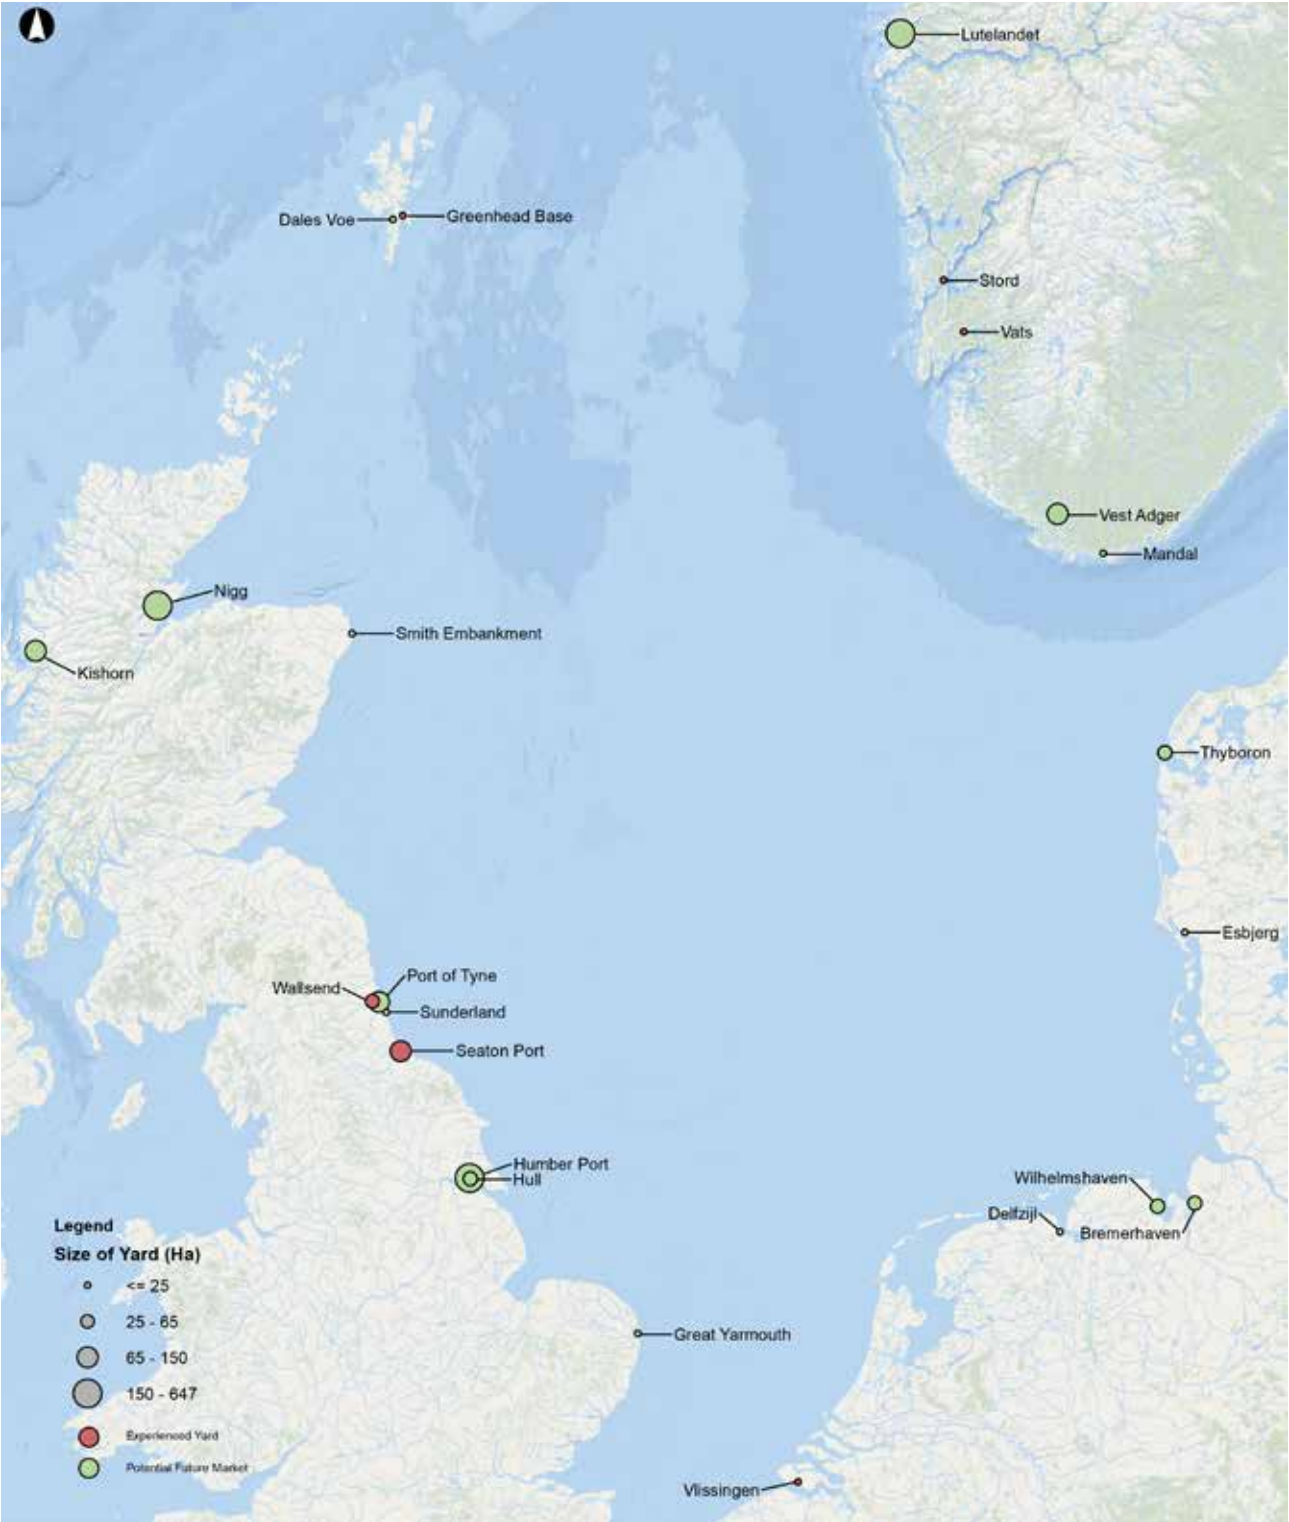 Lutelandet
Dales Voe
Greenhead Base
Stord
Vats
Vest Adger
Mandal
Nigg
Smith Embankment
Kishorn
Thyboron
Esbjerg
Port of Tyne
Wallsend
Sunderland
Seaton Port
Humber Port
Hull
Wilhelmshaven
Delfzijl
Bremerhaven
Great Yarmouth
Vlissingen
Legend
Size of Yard (Ha)
<= 25
25 - 65
65 - 150
150 - 647
Experienced Yard
Potential Future Market